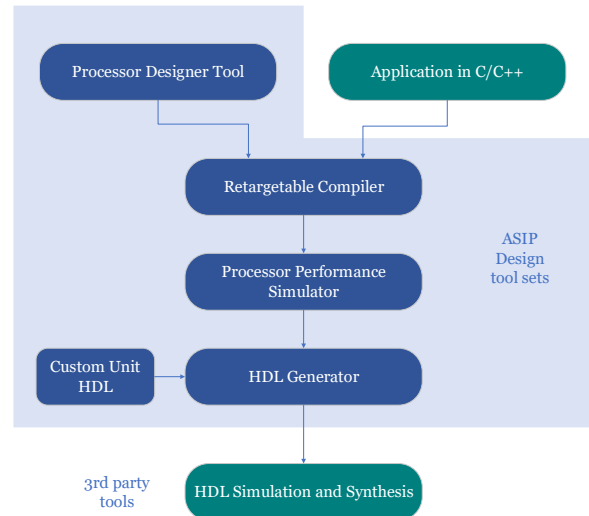 Processor Designer Tool
Application in C/C++
Retargetable Compiler
ASIP
Design
tool sets
Processor Performance
Simulator
Custom Unit
HDL
HDL Generator
3rd party
tools
HDL Simulation and Synthesis